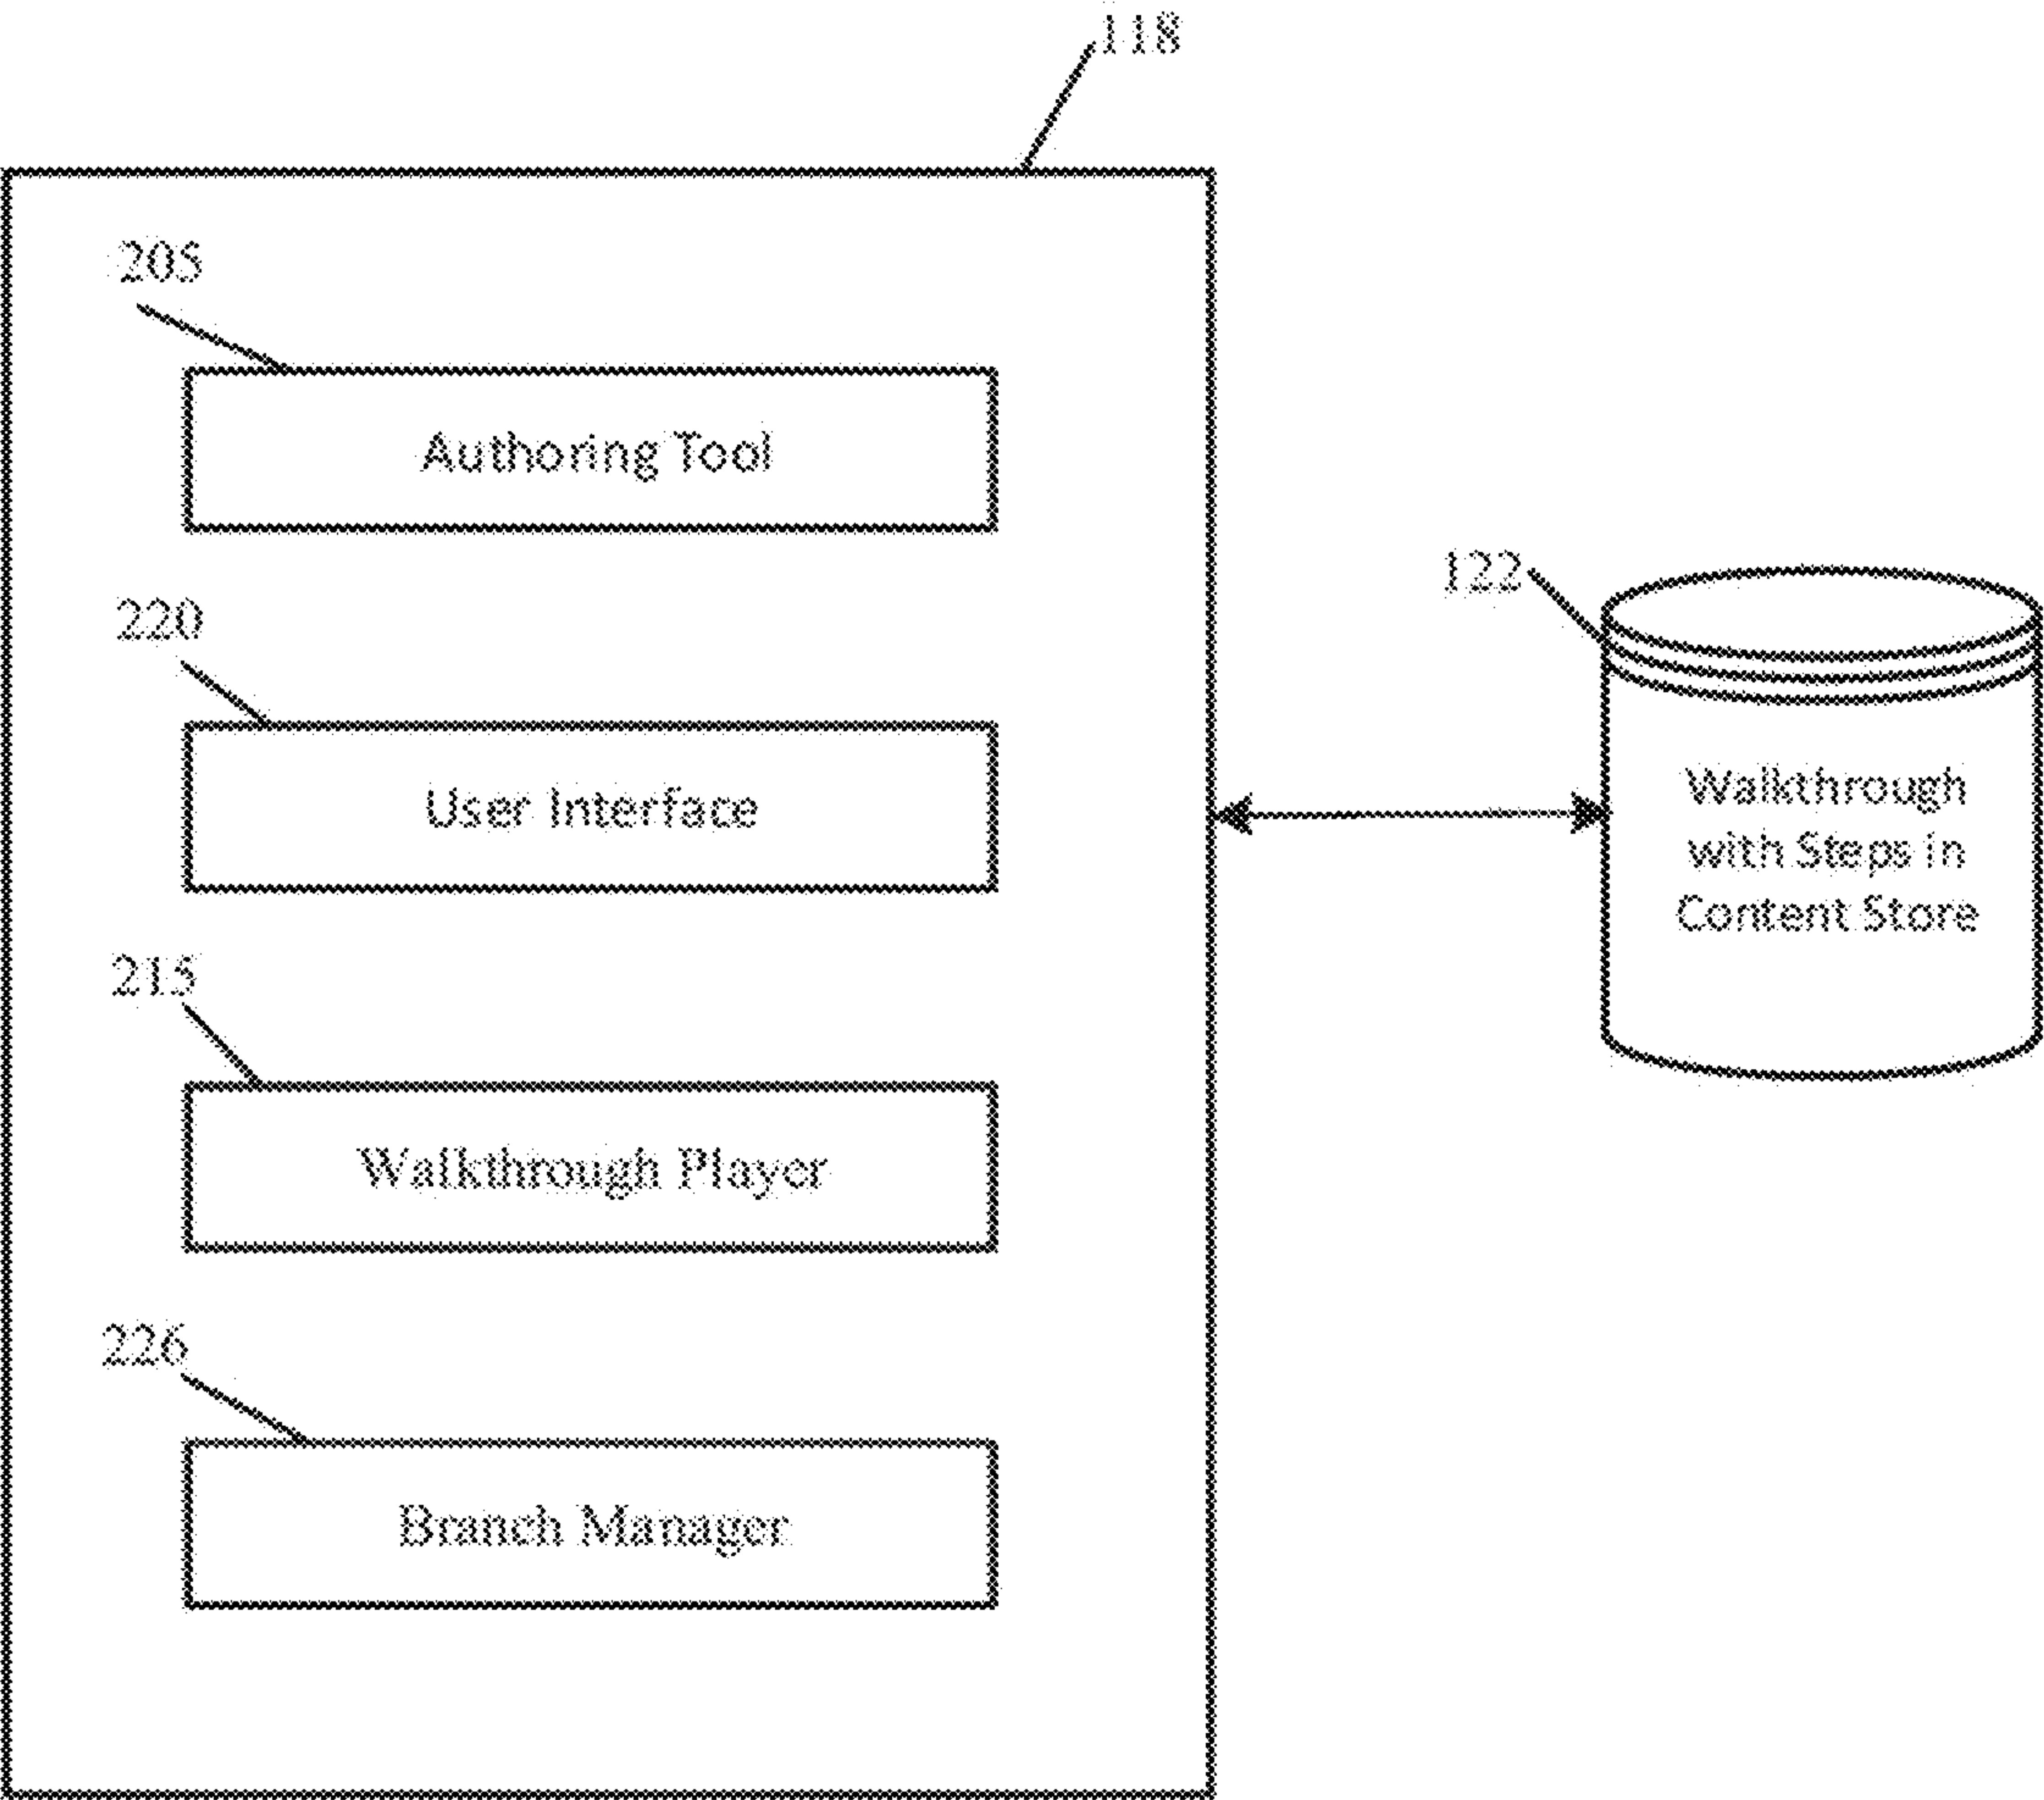 118
205
Authoring Tool
220
User Interface
122
Walkthrough
with Steps in
Content Store
215
Walkthrough Player
226
Branch Manager